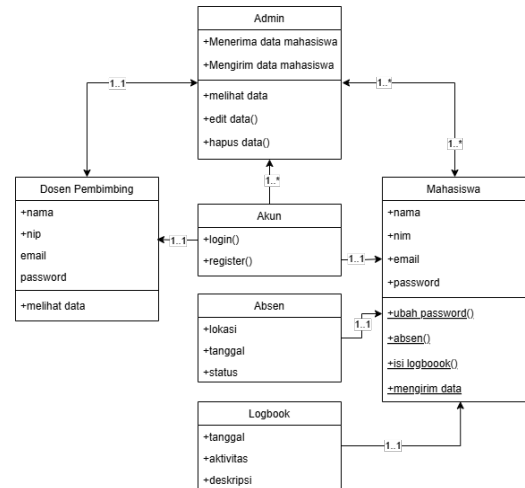 Admin
+Menerima data mahasiswa
+Mengirim data mahasiswa
+melihat data
+edit data()
+hapus data()
1..1
1..*
1..*
1..*
Dosen Pembimbing
+nama
+nip
email
password
+melihat data
Akun
+login()
+register()
1..1
1..1
Mahasiswa
+nama
+nim
+email
+password
+ubah password()
+absen()
+isi logboook()
+mengirim data
Absen
+lokasi
+tanggal
+status
1..1
Logbook
+tanggal
+aktivitas
+deskripsi
1..1